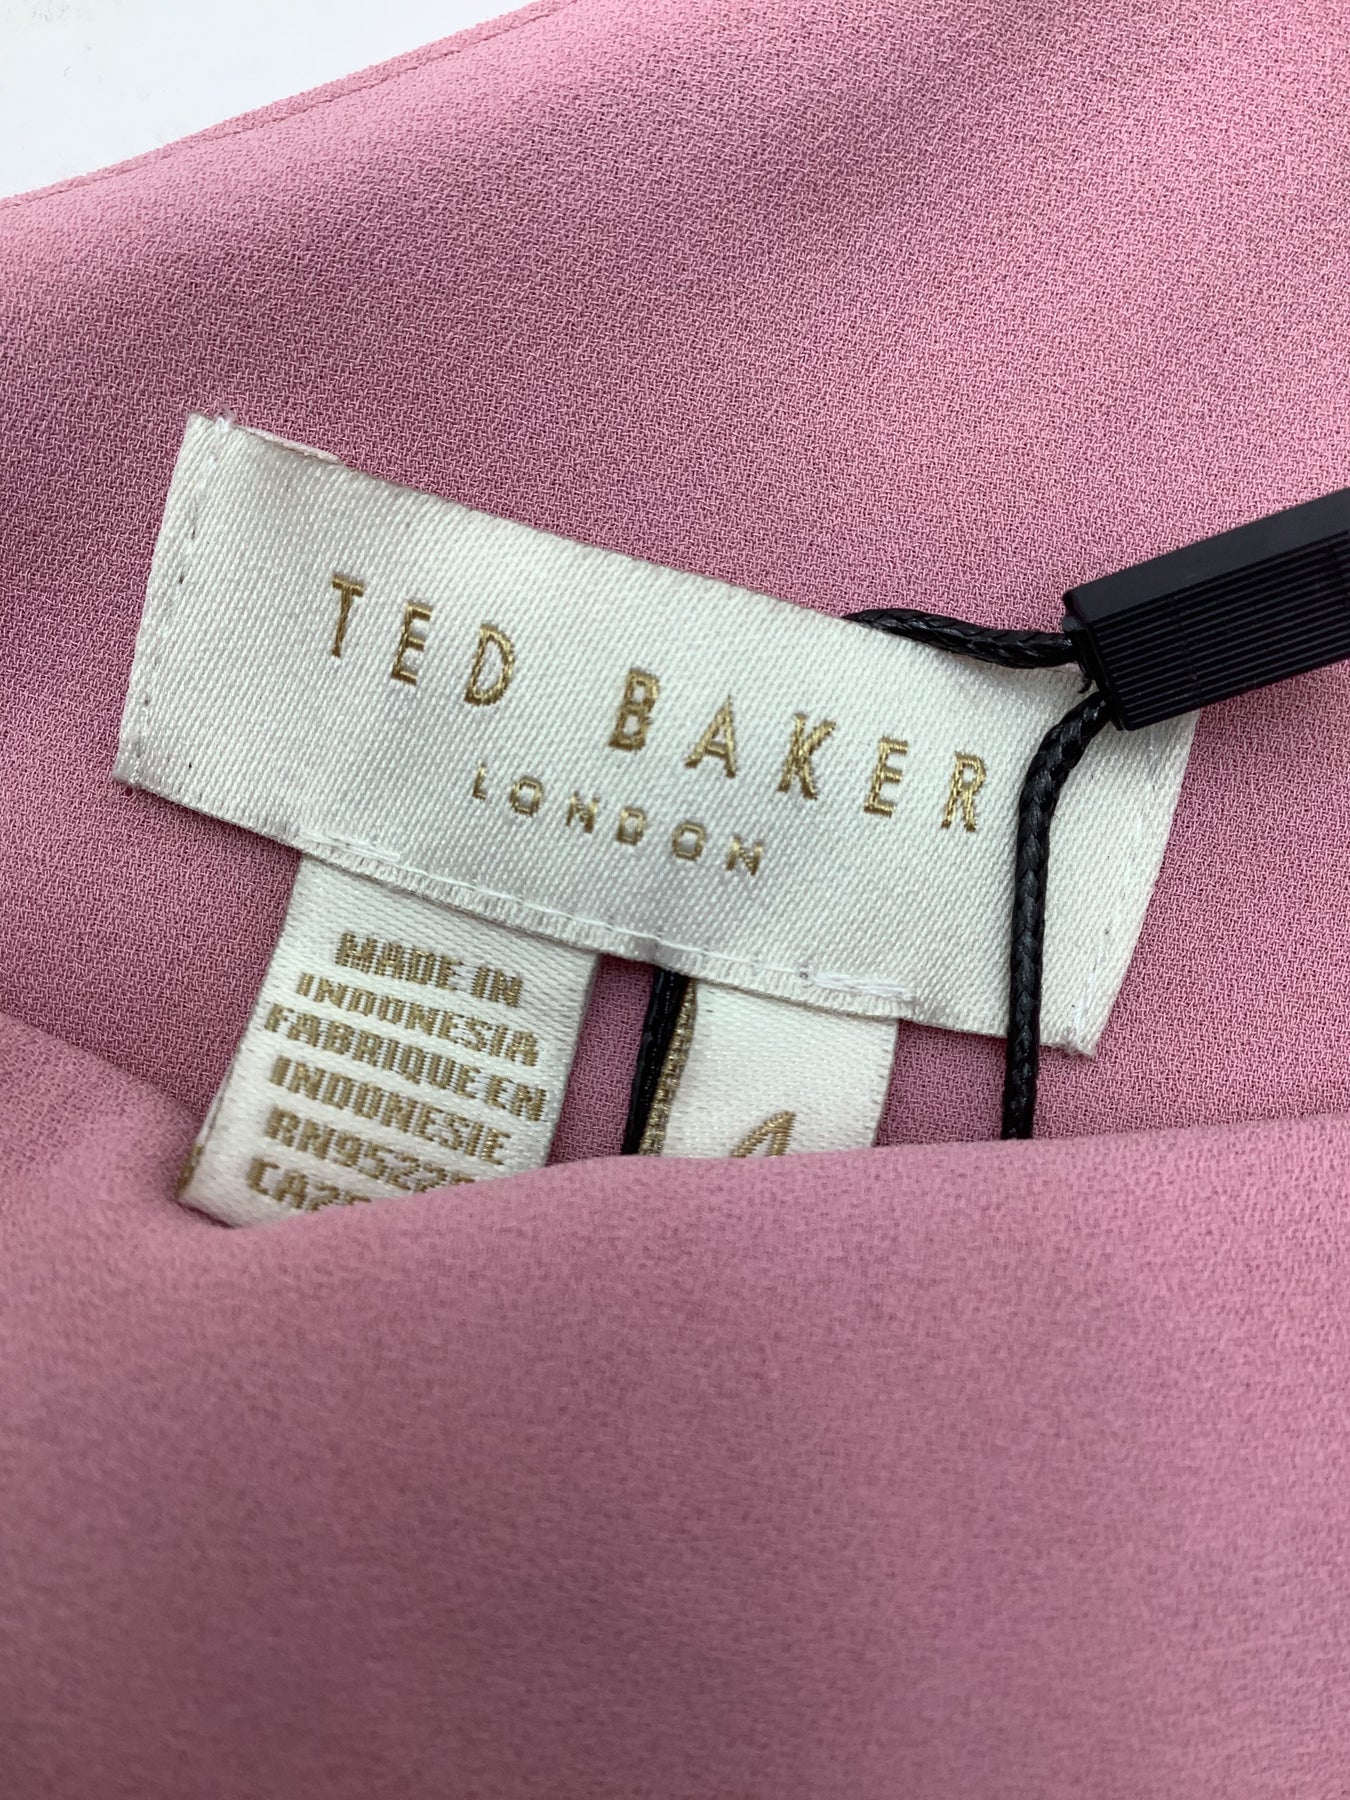 TED BAKER
LONDON
MADE IN
INDONESIA
FABRIQUE EN
INDONESIE